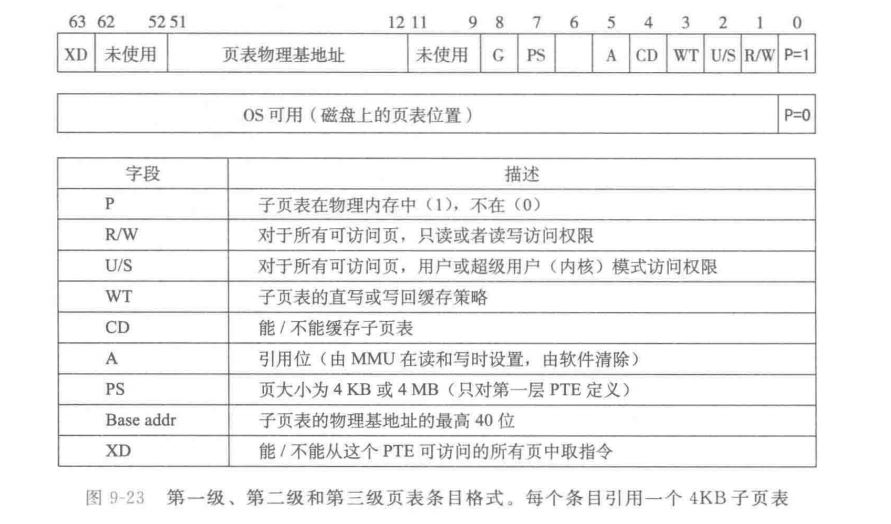 63 62 52 51 12 11 9 8 7 6 5 4 3 2 1 0
XD 未使用 页表物理基地址 未使用 G PS A CD WT U/S R/W P=1
OS 可用（磁盘上的页表位置） P=0
字段 描述
P 子页表在物理内存中（1），不在（0）
R/W 对于所有可访问页，只读或者读写访问权限
U/S 对于所有可访问页，用户或超级用户（内核）模式访问权限
WT 子页表的直写或写回缓存策略
CD 能 / 不能缓存子页表
A 引用位（由 MMU 在读和写时设置，由软件清除）
PS 页大小为 4 KB 或 4 MB（只对第一层 PTE 定义）
Base addr 子页表的物理基地址的最高 40 位
XD 能 / 不能从这个 PTE 可访问的所有页中取指令
图 9-23 第一级、第二级和第三级页表条目格式。每个条目引用一个 4KB 子页表